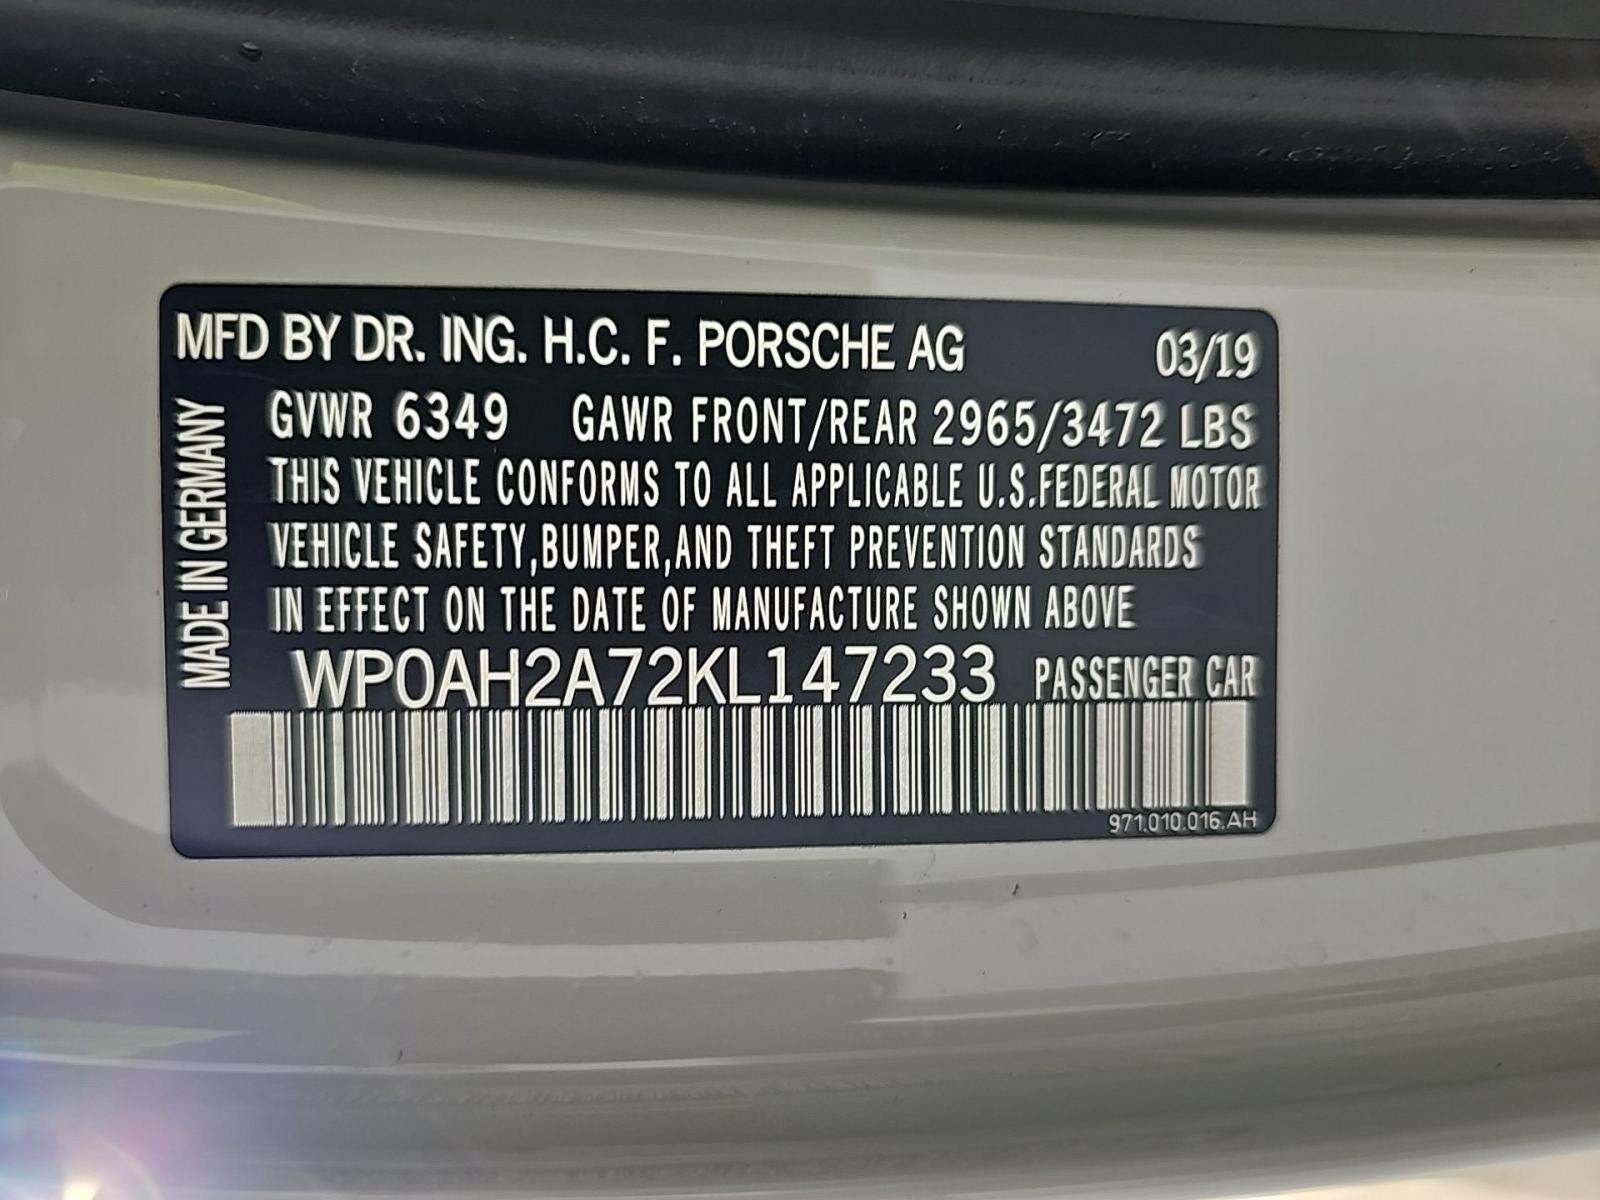 MFD BY DR. ING. H.C. F. PORSCHE AG 03/19
MADE IN GERMANY
GVWR 6349 GAWR FRONT/REAR 2965/3472 LBS
THIS VEHICLE CONFORMS TO ALL APPLICABLE U.S.FEDERAL MOTOR
VEHICLE SAFETY,BUMPER,AND THEFT PREVENTION STANDARDS
IN EFFECT ON THE DATE OF MANUFACTURE SHOWN ABOVE
WP0AH2A72KL147233 PASSENGER CAR
971.010.016.AH